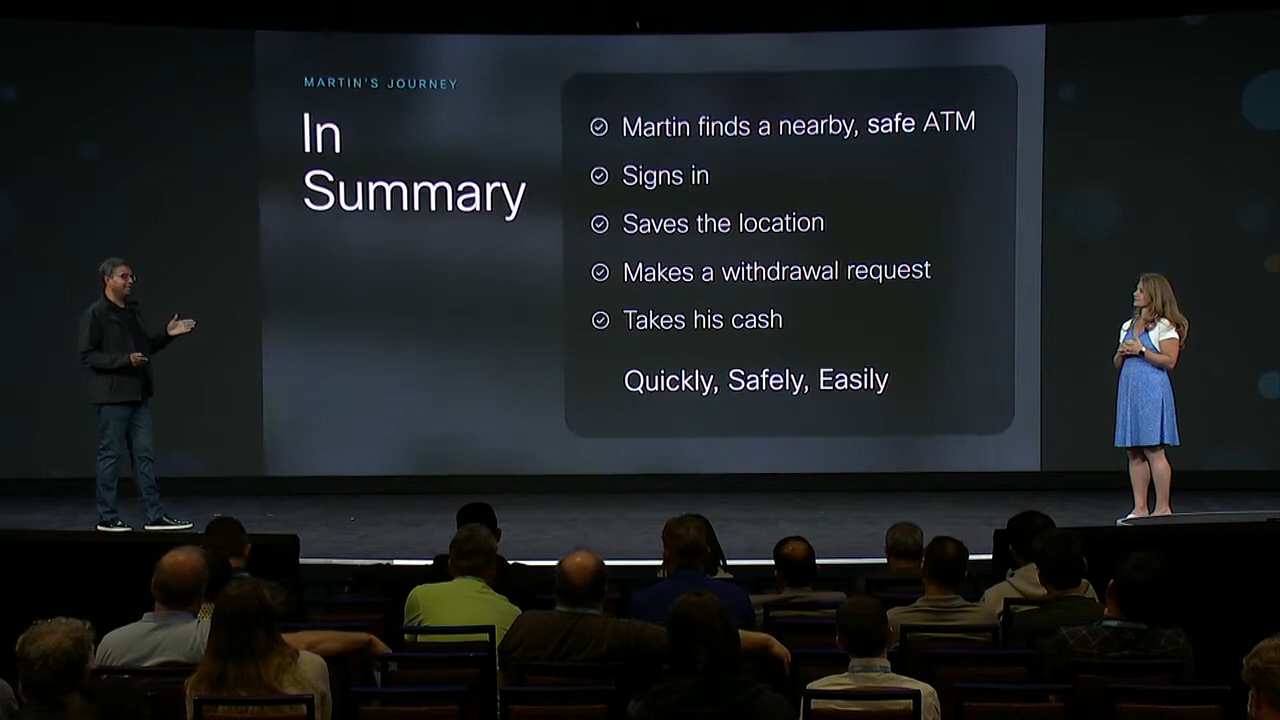 MARTIN'S JOURNEY
In
Summary
Martin finds a nearby, safe ATM
Signs in
Saves the location
Makes a withdrawal request
Takes his cash
Quickly, Safely, Easily